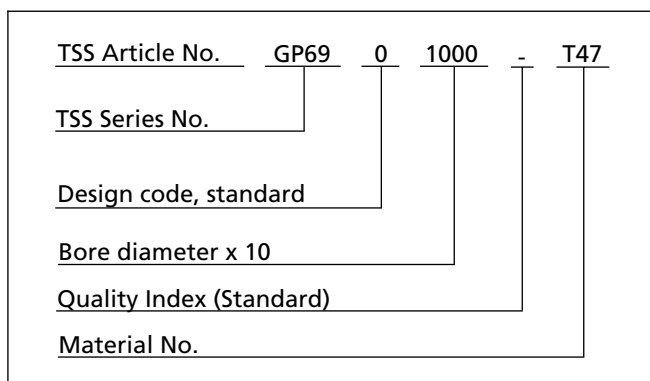 TSS Article No. GP69 0 1000 - T47
TSS Series No.
Design code, standard
Bore diameter x 10
Quality Index (Standard)
Material No.